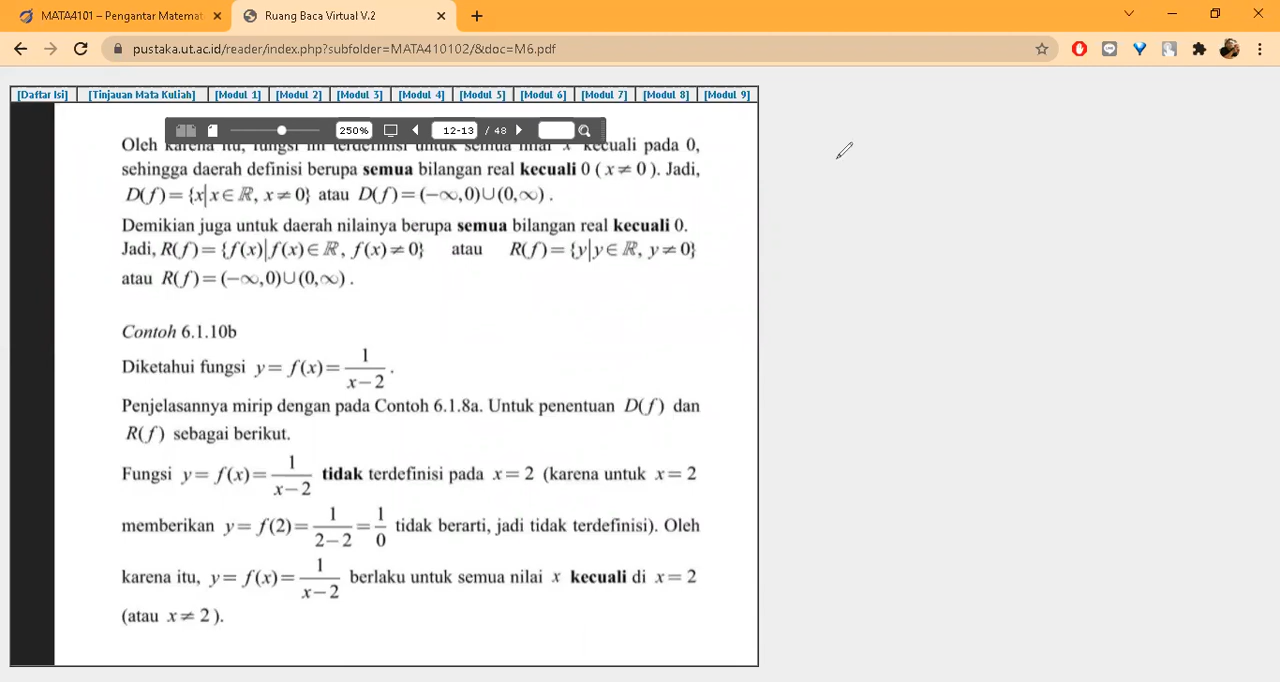 MATA4101 – Pengantar Matemat
Ruang Baca Virtual V.2
pustaka.ut.ac.id/reader/index.php?subfolder=MATA410102/&doc=M6.pdf
[Daftar Isi] [Tinjauan Mata Kuliah] [Modul 1] [Modul 2] [Modul 3] [Modul 4] [Modul 5] [Modul 6] [Modul 7] [Modul 8] [Modul 9]
250% 12-13 / 48
Oleh karena itu, fungsi ini terdefinisi untuk semua nilai x kecuali pada 0,
sehingga daerah definisi berupa semua bilangan real kecuali 0 ( x ≠ 0 ). Jadi,
D(f) = {x|x ∈ ℝ, x ≠ 0} atau D(f) = (−∞,0)∪(0,∞) .
Demikian juga untuk daerah nilainya berupa semua bilangan real kecuali 0.
Jadi, R(f) = {f(x)|f(x) ∈ ℝ, f(x) ≠ 0} atau R(f) = {y|y ∈ ℝ, y ≠ 0}
atau R(f) = (−∞,0)∪(0,∞) .
Contoh 6.1.10b
Diketahui fungsi y = f(x) = 1/(x−2) .
Penjelasannya mirip dengan pada Contoh 6.1.8a. Untuk penentuan D(f) dan
R(f) sebagai berikut.
Fungsi y = f(x) = 1/(x−2) tidak terdefinisi pada x = 2 (karena untuk x = 2
memberikan y = f(2) = 1/(2−2) = 1/0 tidak berarti, jadi tidak terdefinisi). Oleh
karena itu, y = f(x) = 1/(x−2) berlaku untuk semua nilai x kecuali di x = 2
(atau x ≠ 2 ).